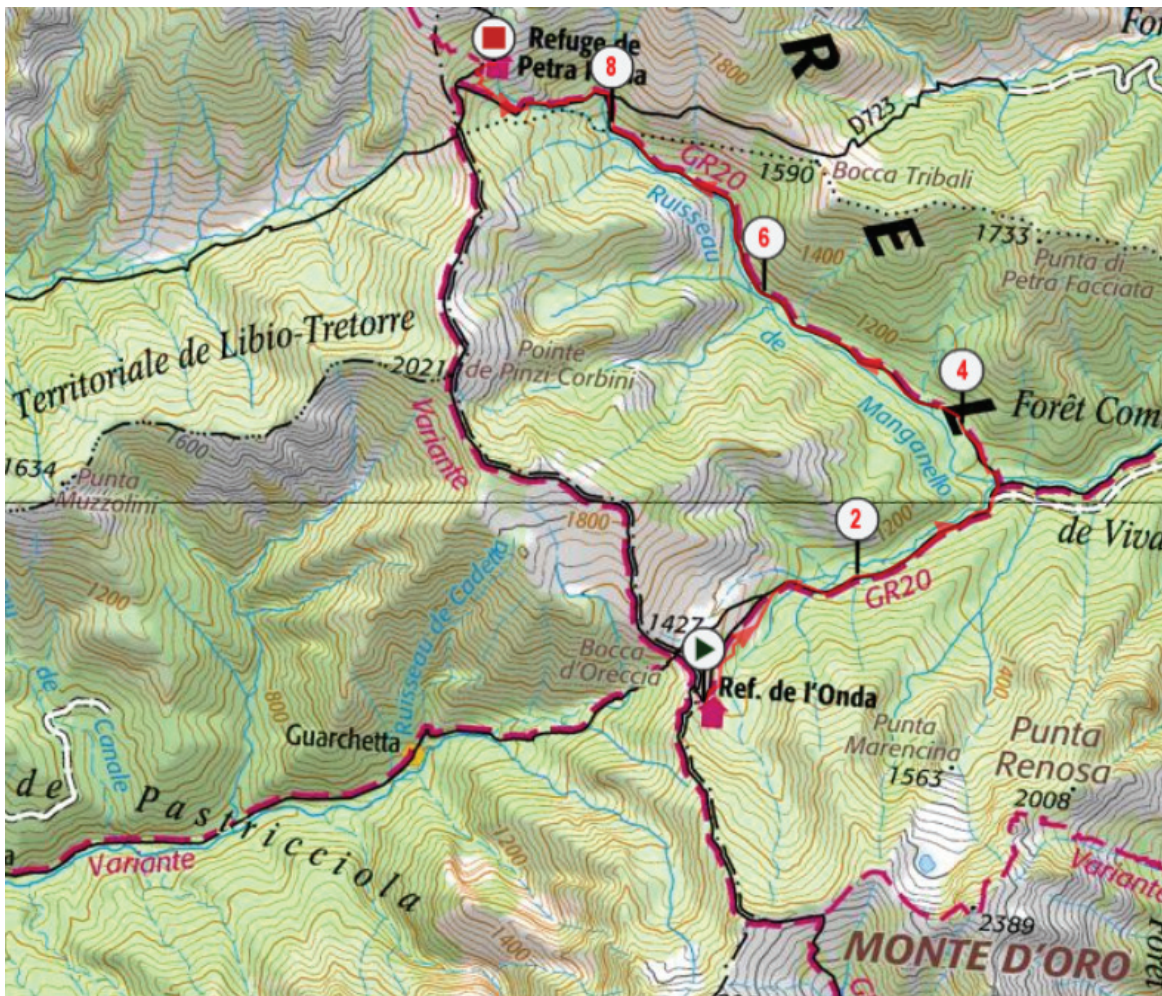 Refuge de
Petra
8
1800
R
For
D723
GR20
1590
Bocca Tribali
Ruisseau
6
1400
E
1733
Punta di
Petra Facciata
Territoriale de Libio-Tretorre
1200
de
Pointe
de Pinzi-Corbini
2021
4
L
Forêt Com
Manganello
Variante
1600
1634
Punta
Muzzolini
1800
2
1200
de Viva
GR20
1200
Ruisseau de Cadetto
1427
Bocca
d'Oreccia
Ref. de l'Onda
1400
800
de
Canale
Guarchetta
Punta
Marencina
1563
Punta
Renosa
2008
de
Pastricciola
Variante
1200
1400
Variante
2389
MONTE D'ORO
G